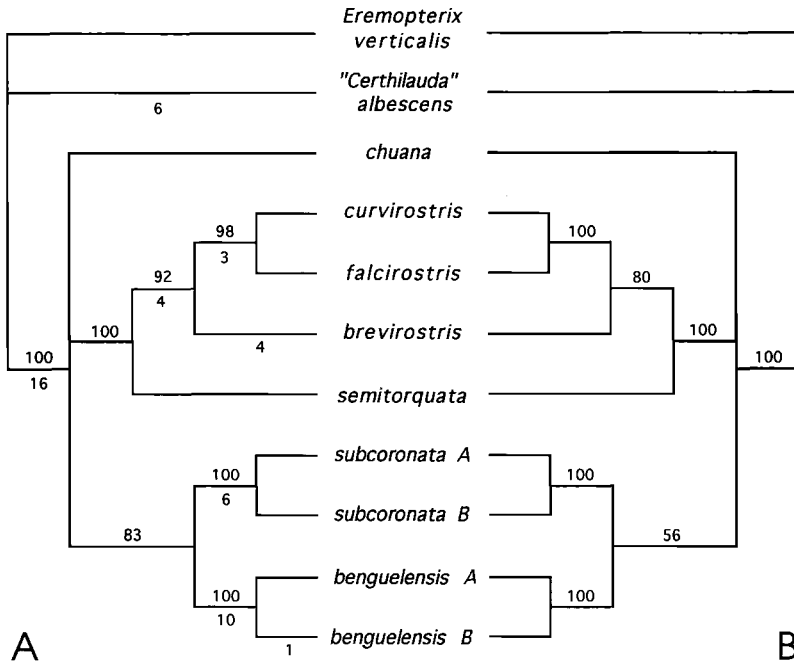 Eremopterix
verticalis
"Certhilauda"
albescens
6
chuana
curvirostris
98
100
3
falcirostris
92
80
4
brevirostris
100
100
4
100
100
16
semitorquata
subcoronata A
100
100
6
subcoronata B
83
56
benguelensis A
100
100
10
benguelensis B
1
A
B